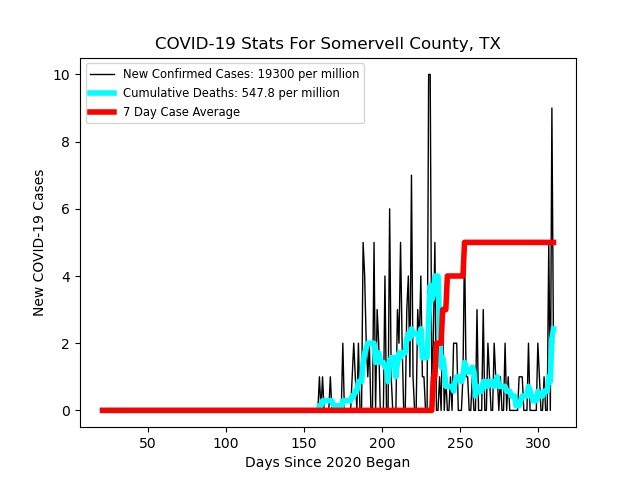 COVID-19 Stats For Somervell County, TX
New Confirmed Cases: 19300 per million
Cumulative Deaths: 547.8 per million
7 Day Case Average
New COVID-19 Cases
10
8
6
4
2
0
50 100 150 200 250 300
Days Since 2020 Began